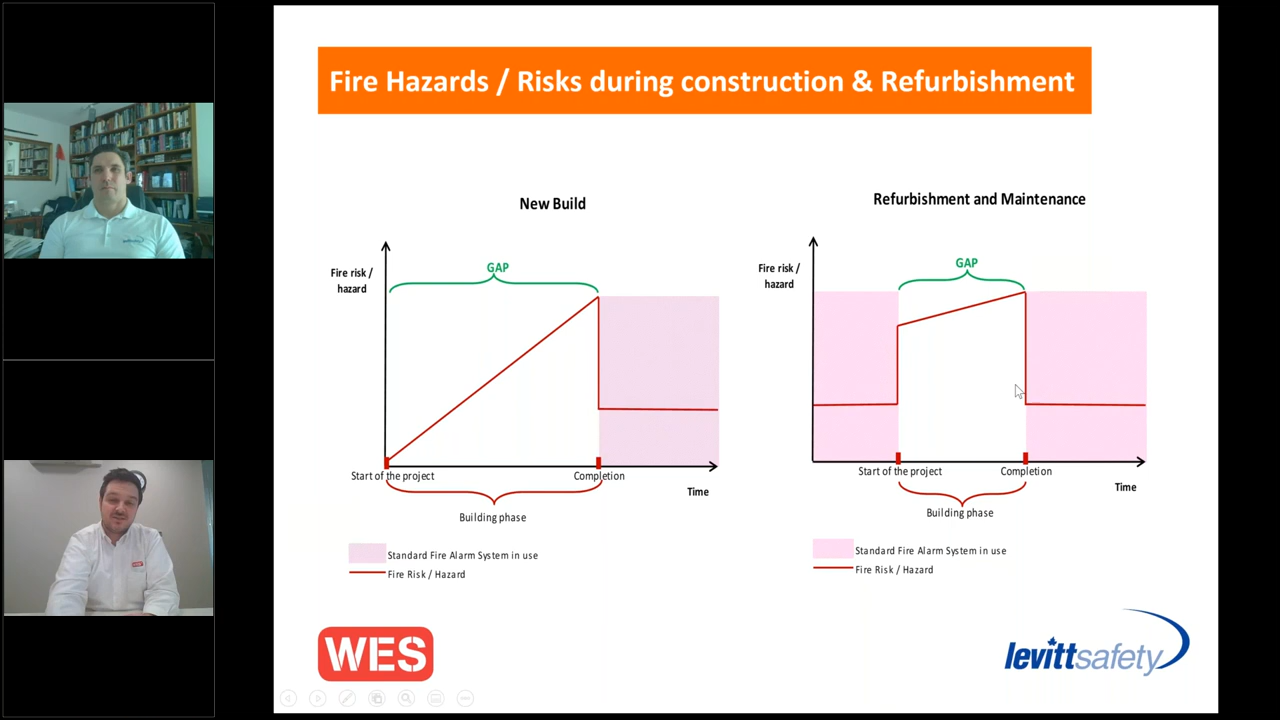 Fire Hazards / Risks during construction & Refurbishment
New Build
Fire risk /
hazard
GAP
Start of the project
Completion
Time
Building phase
Standard Fire Alarm System in use
Fire Risk / Hazard
Refurbishment and Maintenance
Fire risk /
hazard
GAP
Start of the project
Completion
Time
Building phase
Standard Fire Alarm System in use
Fire Risk / Hazard
WES
levittsafety